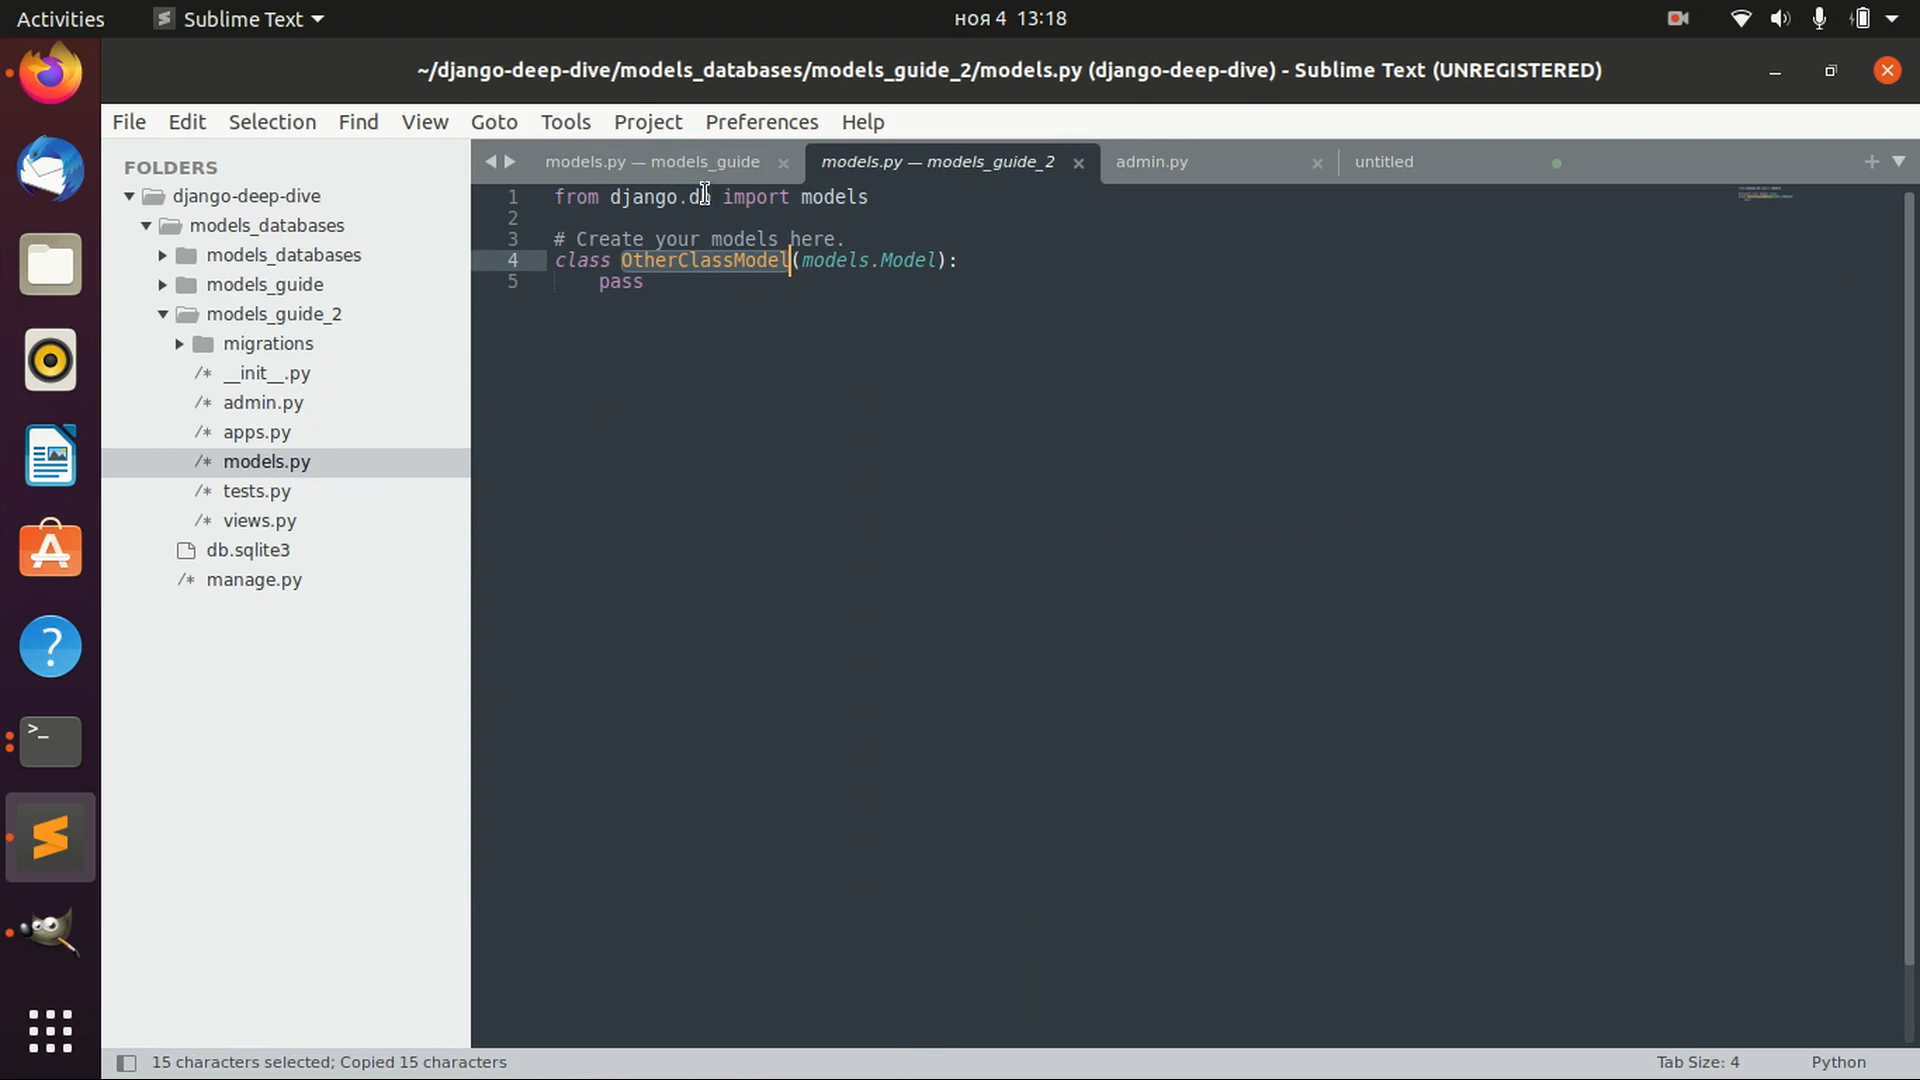 Activities
Sublime Text
ноя 4 13:18
~/django-deep-dive/models_databases/models_guide_2/models.py (django-deep-dive) - Sublime Text (UNREGISTERED)
File Edit Selection Find View Goto Tools Project Preferences Help
FOLDERS
django-deep-dive
models_databases
models_databases
models_guide
models_guide_2
migrations
/* __init__.py
/* admin.py
/* apps.py
/* models.py
/* tests.py
/* views.py
db.sqlite3
/* manage.py
models.py — models_guide
models.py — models_guide_2
admin.py
untitled
1 from django.db import models
2
3 # Create your models here.
4 class OtherClassModel(models.Model):
5 pass
15 characters selected; Copied 15 characters
Tab Size: 4
Python